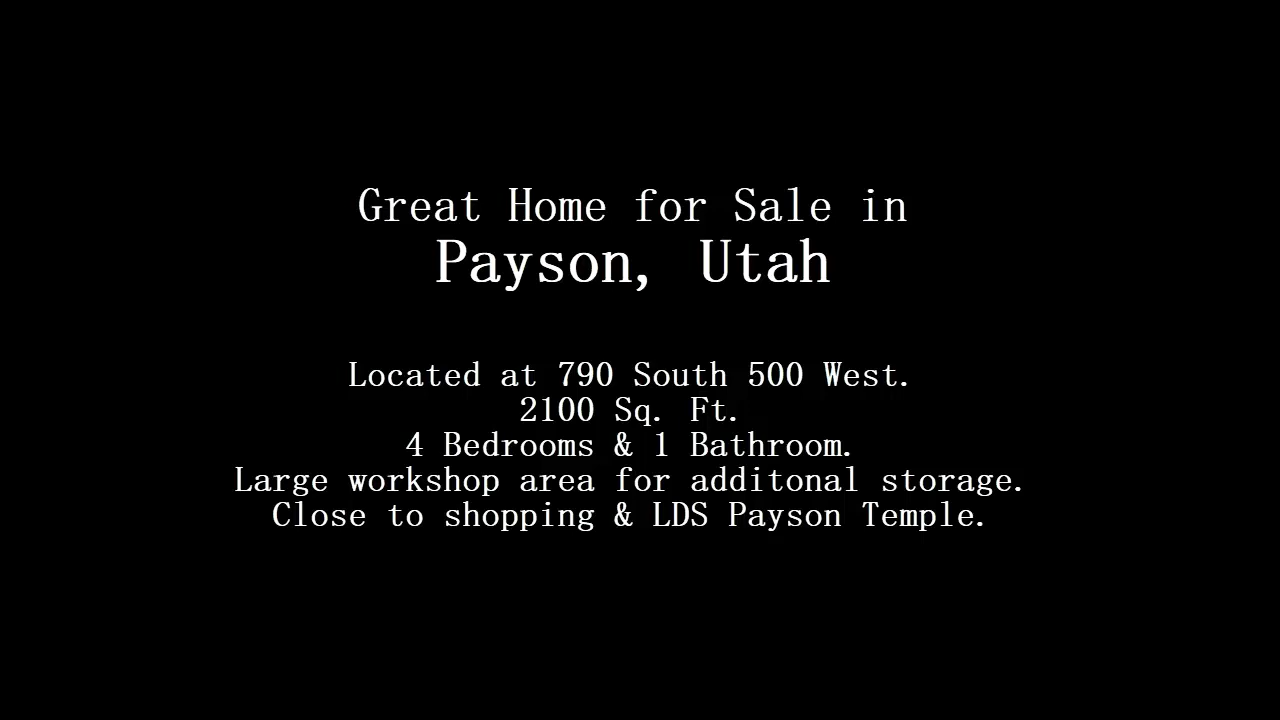 Great Home for Sale in
Payson, Utah
Located at 790 South 500 West.
2100 Sq. Ft.
4 Bedrooms & 1 Bathroom.
Large workshop area for additonal storage.
Close to shopping & LDS Payson Temple.